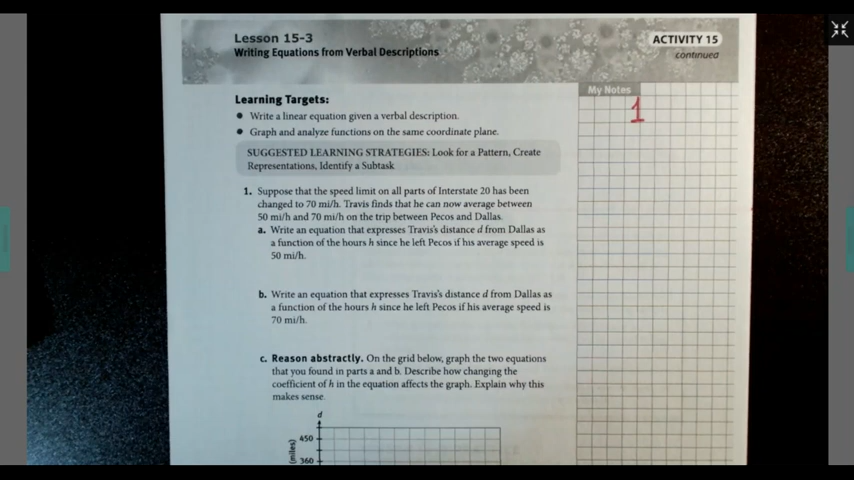 Lesson 15-3
Writing Equations from Verbal Descriptions
ACTIVITY 15
continued
My Notes
1
Learning Targets:
• Write a linear equation given a verbal description.
• Graph and analyze functions on the same coordinate plane.
SUGGESTED LEARNING STRATEGIES: Look for a Pattern, Create
Representations, Identify a Subtask
1. Suppose that the speed limit on all parts of Interstate 20 has been
changed to 70 mi/h. Travis finds that he can now average between
50 mi/h and 70 mi/h on the trip between Pecos and Dallas.
a. Write an equation that expresses Travis's distance d from Dallas as
a function of the hours h since he left Pecos if his average speed is
50 mi/h.
b. Write an equation that expresses Travis's distance d from Dallas as
a function of the hours h since he left Pecos if his average speed is
70 mi/h.
c. Reason abstractly. On the grid below, graph the two equations
that you found in parts a and b. Describe how changing the
coefficient of h in the equation affects the graph. Explain why this
makes sense.
d
450
360
(miles)